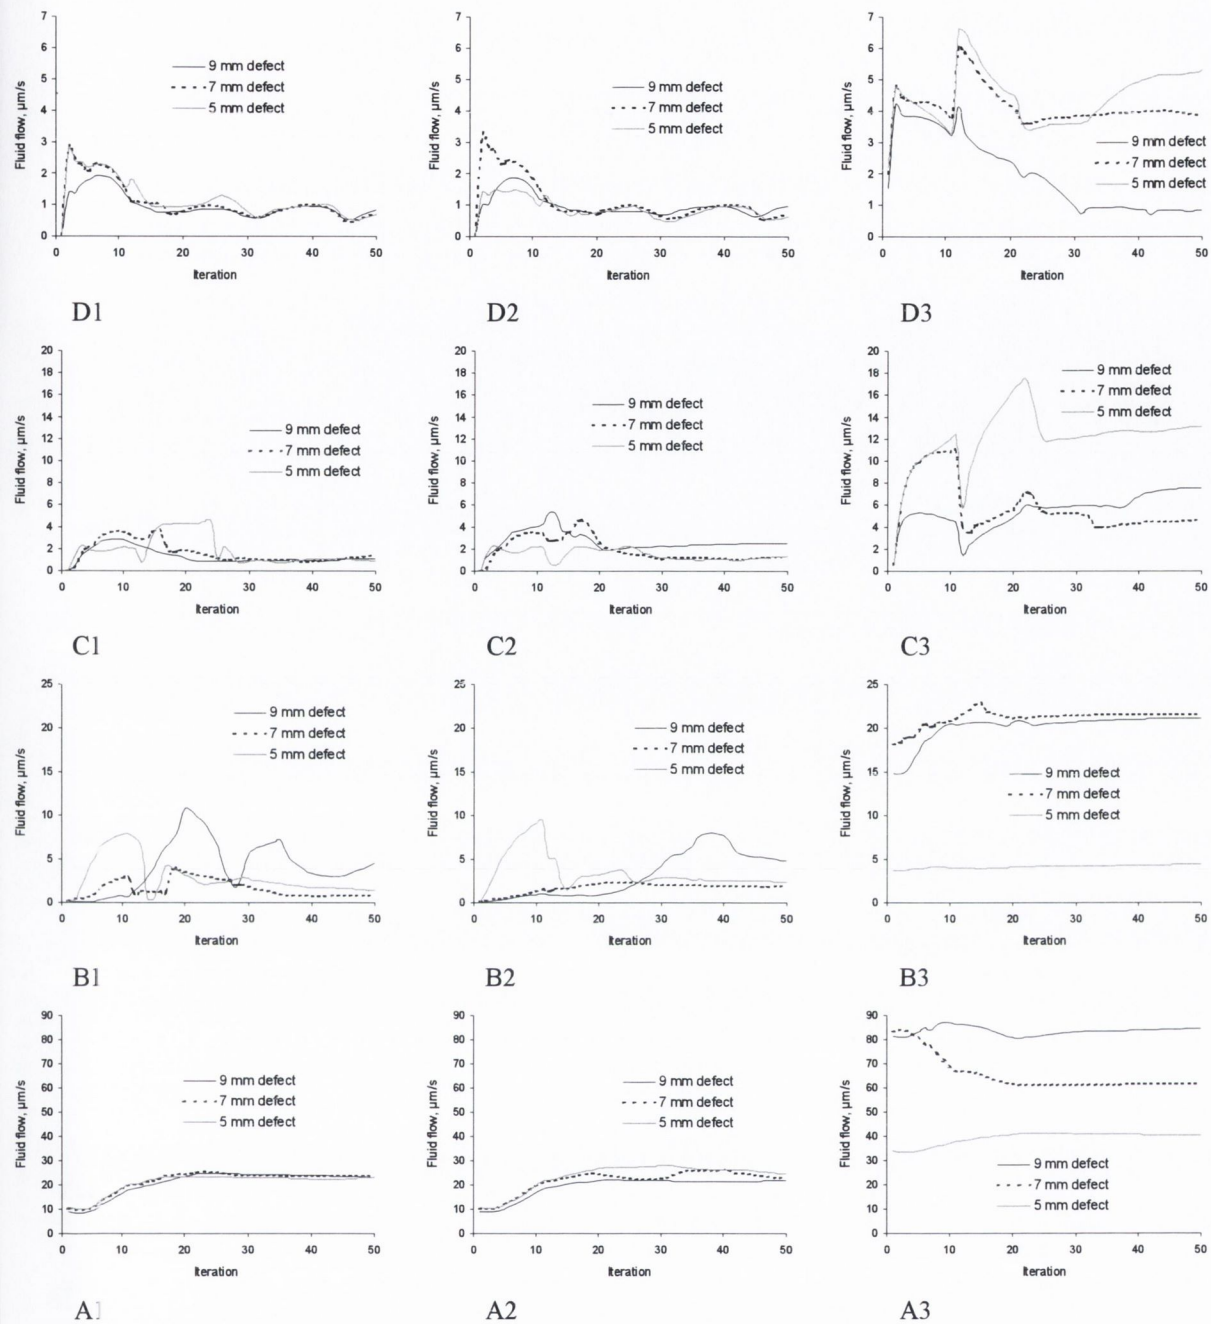 7
6
5
4
3
2
1
0
Fluid flow, µm/s
9 mm defect
7 mm defect
5 mm defect
0 10 20 30 40 50
Iteration
D1
7
6
5
4
3
2
1
0
Fluid flow, µm/s
9 mm defect
7 mm defect
5 mm defect
0 10 20 30 40 50
Iteration
D2
7
6
5
4
3
2
1
0
Fluid flow, µm/s
9 mm defect
7 mm defect
5 mm defect
0 10 20 30 40 50
Iteration
D3
20
18
16
14
12
10
8
6
4
2
0
Fluid flow, µm/s
9 mm defect
7 mm defect
5 mm defect
0 10 20 30 40 50
Iteration
C1
20
18
16
14
12
10
8
6
4
2
0
Fluid flow, µm/s
9 mm defect
7 mm defect
5 mm defect
0 10 20 30 40 50
Iteration
C2
20
18
16
14
12
10
8
6
4
2
0
Fluid flow, µm/s
9 mm defect
7 mm defect
5 mm defect
0 10 20 30 40 50
Iteration
C3
25
20
15
10
5
0
Fluid flow, µm/s
9 mm defect
7 mm defect
5 mm defect
0 10 20 30 40 50
Iteration
B1
25
20
15
10
5
0
Fluid flow, µm/s
9 mm defect
7 mm defect
5 mm defect
0 10 20 30 40 50
Iteration
B2
25
20
15
10
5
0
Fluid flow, µm/s
9 mm defect
7 mm defect
5 mm defect
0 10 20 30 40 50
Iteration
B3
90
80
70
60
50
40
30
20
10
0
Fluid flow, µm/s
9 mm defect
7 mm defect
5 mm defect
0 10 20 30 40 50
Iteration
A1
90
80
70
60
50
40
30
20
10
0
Fluid flow, µm/s
9 mm defect
7 mm defect
5 mm defect
0 10 20 30 40 50
Iteration
A2
90
80
70
60
50
40
30
20
10
0
Fluid flow, µm/s
9 mm defect
7 mm defect
5 mm defect
0 10 20 30 40 50
Iteration
A3